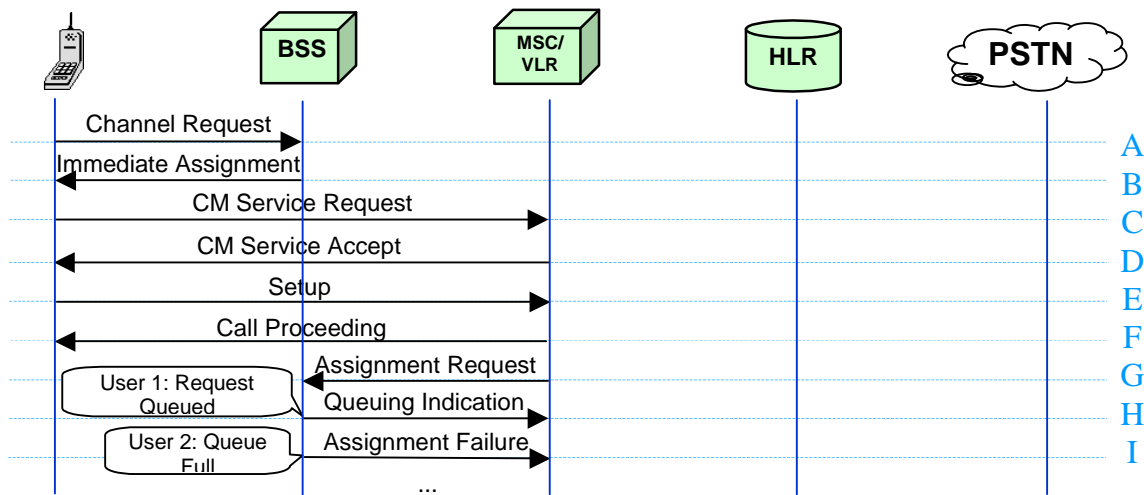 BSS
MSC/
VLR
HLR
PSTN
Channel Request
A
Immediate Assignment
B
CM Service Request
C
CM Service Accept
D
Setup
E
Call Proceeding
F
Assignment Request
G
User 1: Request
Queued
Queuing Indication
H
User 2: Queue
Full
Assignment Failure
I
...